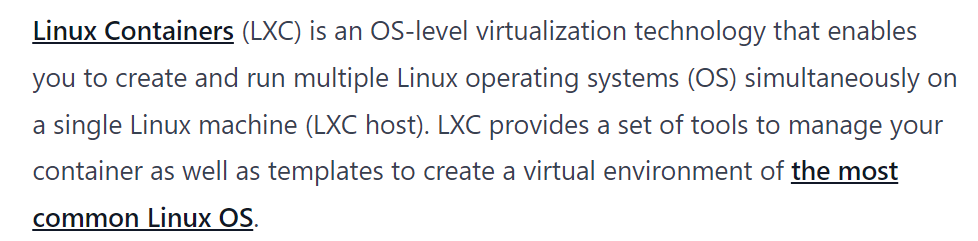 Linux Containers (LXC) is an OS-level virtualization technology that enables
you to create and run multiple Linux operating systems (OS) simultaneously on
a single Linux machine (LXC host). LXC provides a set of tools to manage your
container as well as templates to create a virtual environment of the most
common Linux OS.